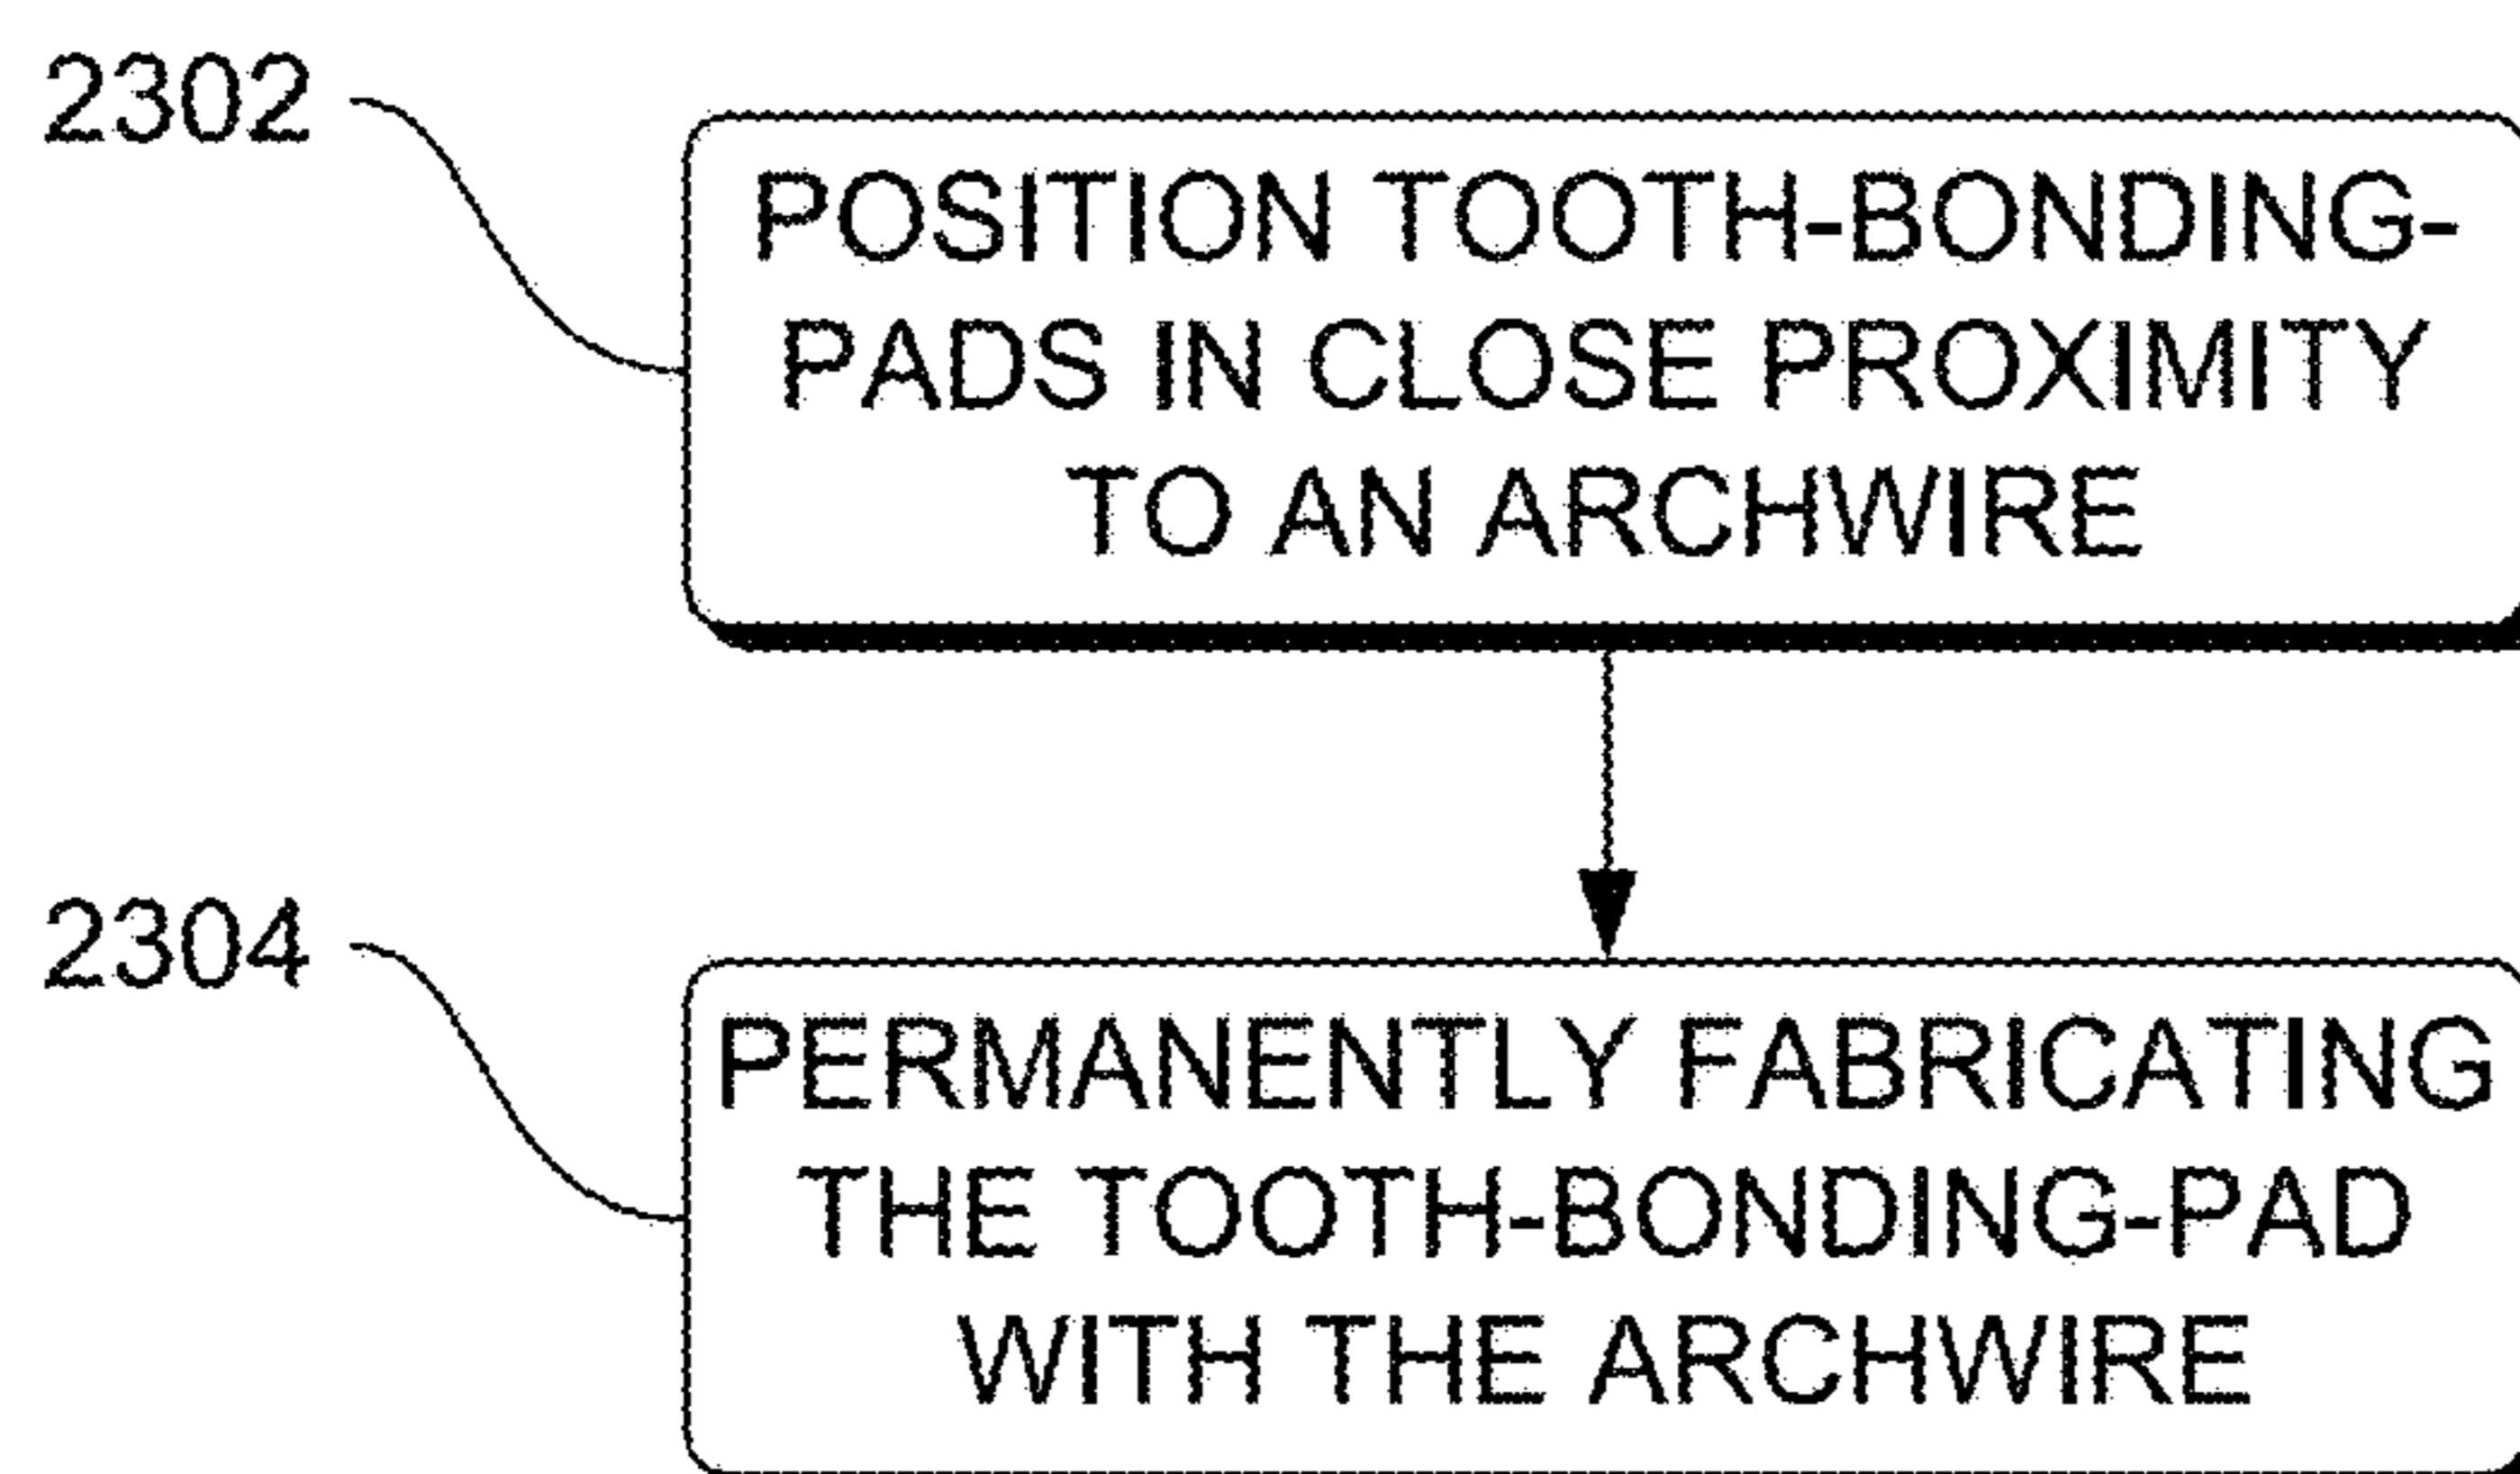 2302
POSITION TOOTH-BONDING-
PADS IN CLOSE PROXIMITY
TO AN ARCHWIRE
2304
PERMANENTLY FABRICATING
THE TOOTH-BONDING-PAD
WITH THE ARCHWIRE